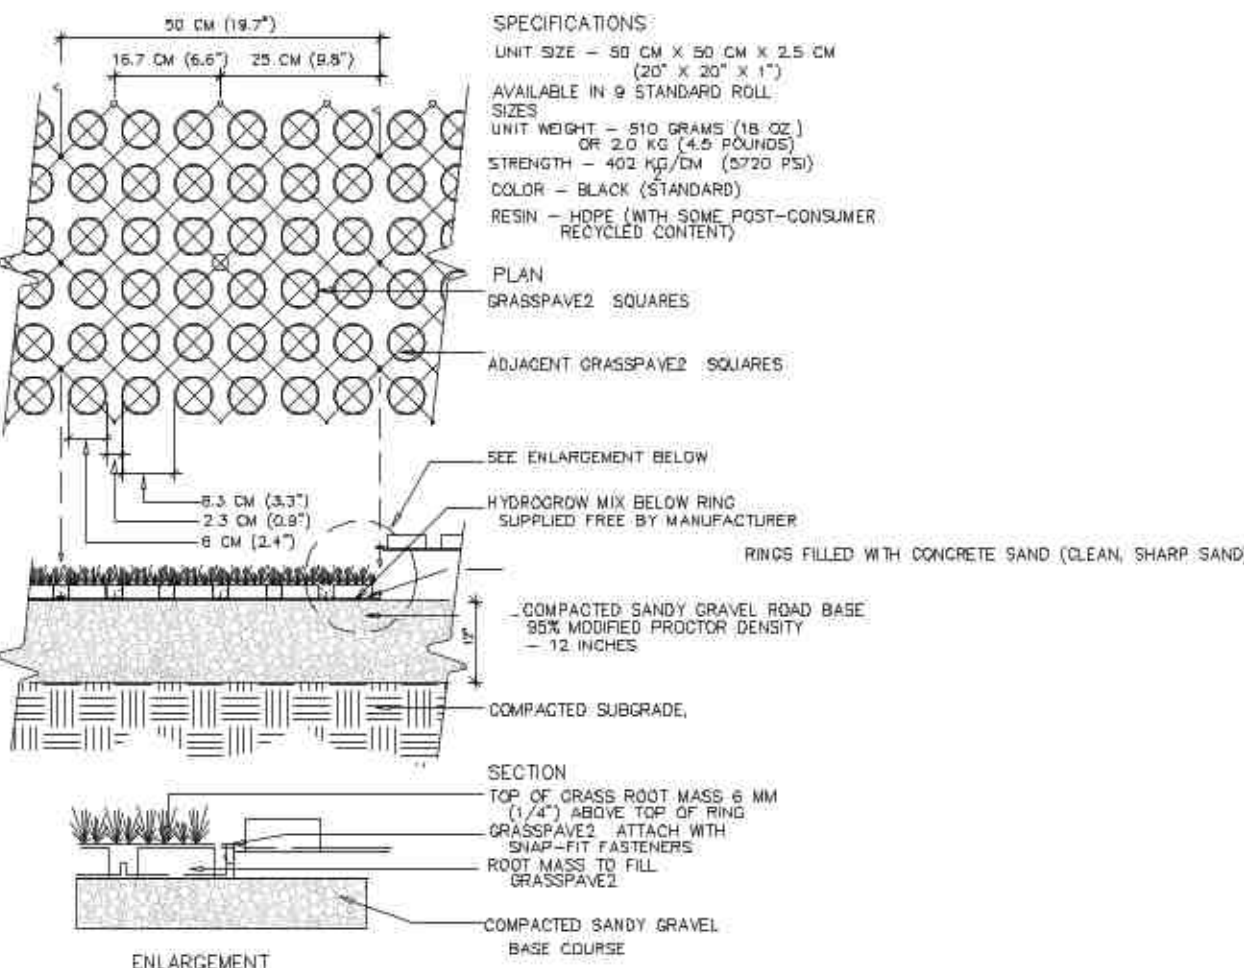 50 CM (19.7")
16.7 CM (6.6")
25 CM (9.8")
SPECIFICATIONS
UNIT SIZE – 50 CM X 50 CM X 2.5 CM
(20" X 20" X 1")
AVAILABLE IN 9 STANDARD ROLL
SIZES
UNIT WEIGHT – 510 GRAMS (18 OZ.)
OR 2.0 KG (4.5 POUNDS)
STRENGTH – 402 KG/CM (5720 PSI)
2
COLOR – BLACK (STANDARD)
RESIN – HDPE (WITH SOME POST-CONSUMER
RECYCLED CONTENT)
PLAN
GRASSPAVE2 SQUARES
ADJACENT GRASSPAVE2 SQUARES
SEE ENLARGEMENT BELOW
8.3 CM (3.3")
2.3 CM (0.9")
6 CM (2.4")
HYDROGROW MIX BELOW RING
SUPPLIED FREE BY MANUFACTURER
RINGS FILLED WITH CONCRETE SAND (CLEAN, SHARP SAND)
COMPACTED SANDY GRAVEL ROAD BASE
95% MODIFIED PROCTOR DENSITY
– 12 INCHES
12"
COMPACTED SUBGRADE,
SECTION
TOP OF GRASS ROOT MASS 6 MM
(1/4") ABOVE TOP OF RING
GRASSPAVE2 ATTACH WITH
SNAP-FIT FASTENERS
ROOT MASS TO FILL
GRASSPAVE2
COMPACTED SANDY GRAVEL
BASE COURSE
ENLARGEMENT